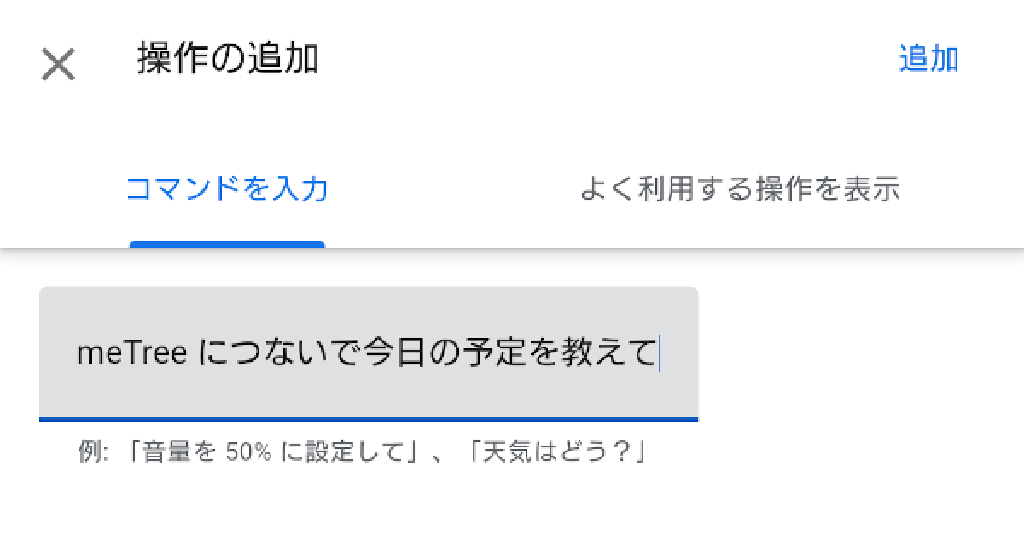 操作の追加
追加
コマンドを入力
よく利用する操作を表示
meTree につないで今日の予定を教えて
例: 「音量を 50% に設定して」、「天気はどう？」